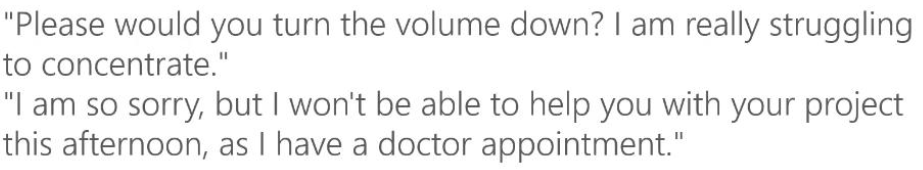 "Please would you turn the volume down? I am really struggling
to concentrate."
"I am so sorry, but I won't be able to help you with your project
this afternoon, as I have a doctor appointment."